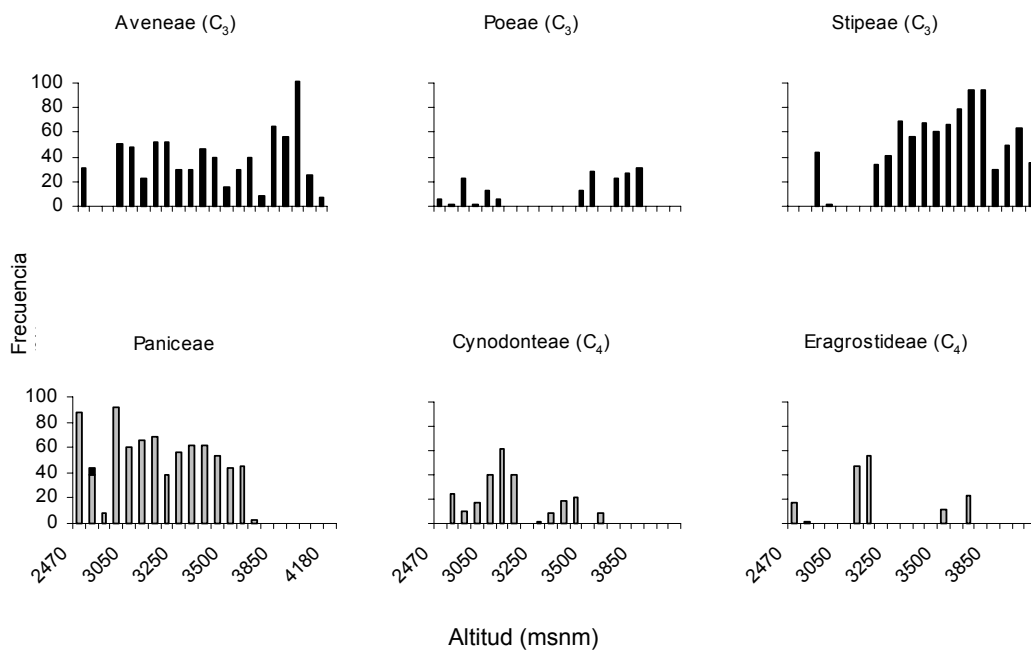 Aveneae (C₃) Poeae (C₃) Stipeae (C₃)
100
80
60
40
20
0
Frecuencia
Paniceae Cynodonteae (C₄) Eragrostideae (C₄)
100
80
60
40
20
0
2470 3050 3250 3500 3850 4180 2470 3050 3250 3500 3850 2470 3050 3250 3500 3850
Altitud (msnm)